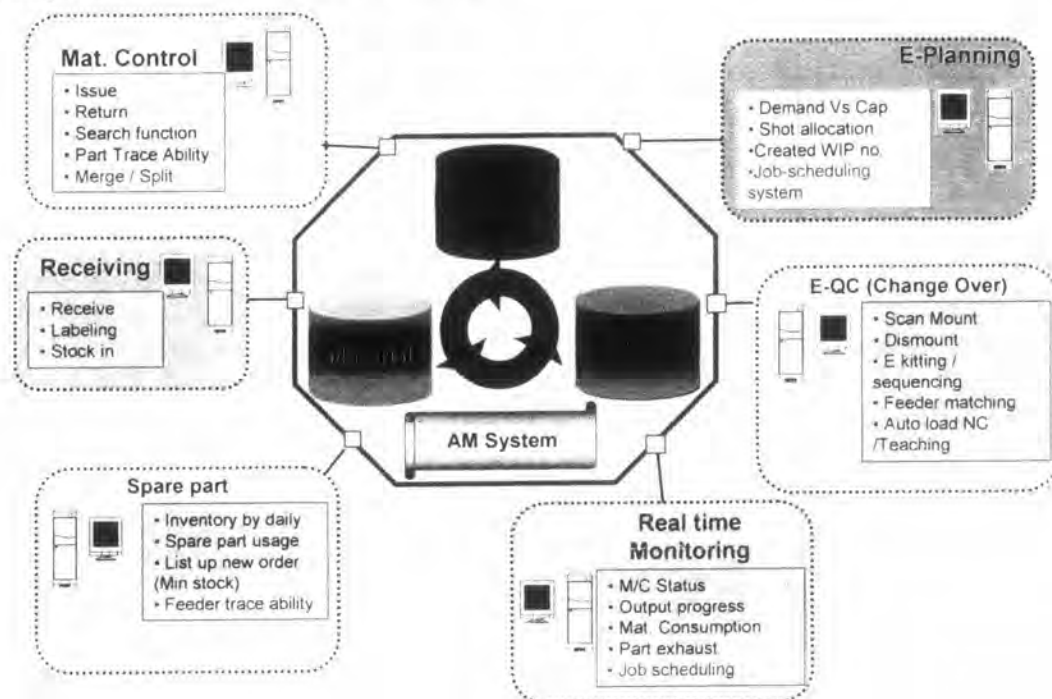 Mat. Control
• Issue
• Return
• Search function
• Part Trace Ability
• Merge / Split
E-Planning
• Demand Vs Cap
• Shot allocation
•Created WIP no.
•Job-scheduling
system
Receiving
• Receive
• Labeling
• Stock in
E-QC (Change Over)
• Scan Mount
• Dismount
• E kitting /
sequencing
• Feeder matching
• Auto load NC
/Teaching
AM System
Spare part
• Inventory by daily
• Spare part usage
• List up new order
(Min stock)
• Feeder trace ability
Real time
Monitoring
• M/C Status
• Output progress
• Mat. Consumption
• Part exhaust
• Job scheduling